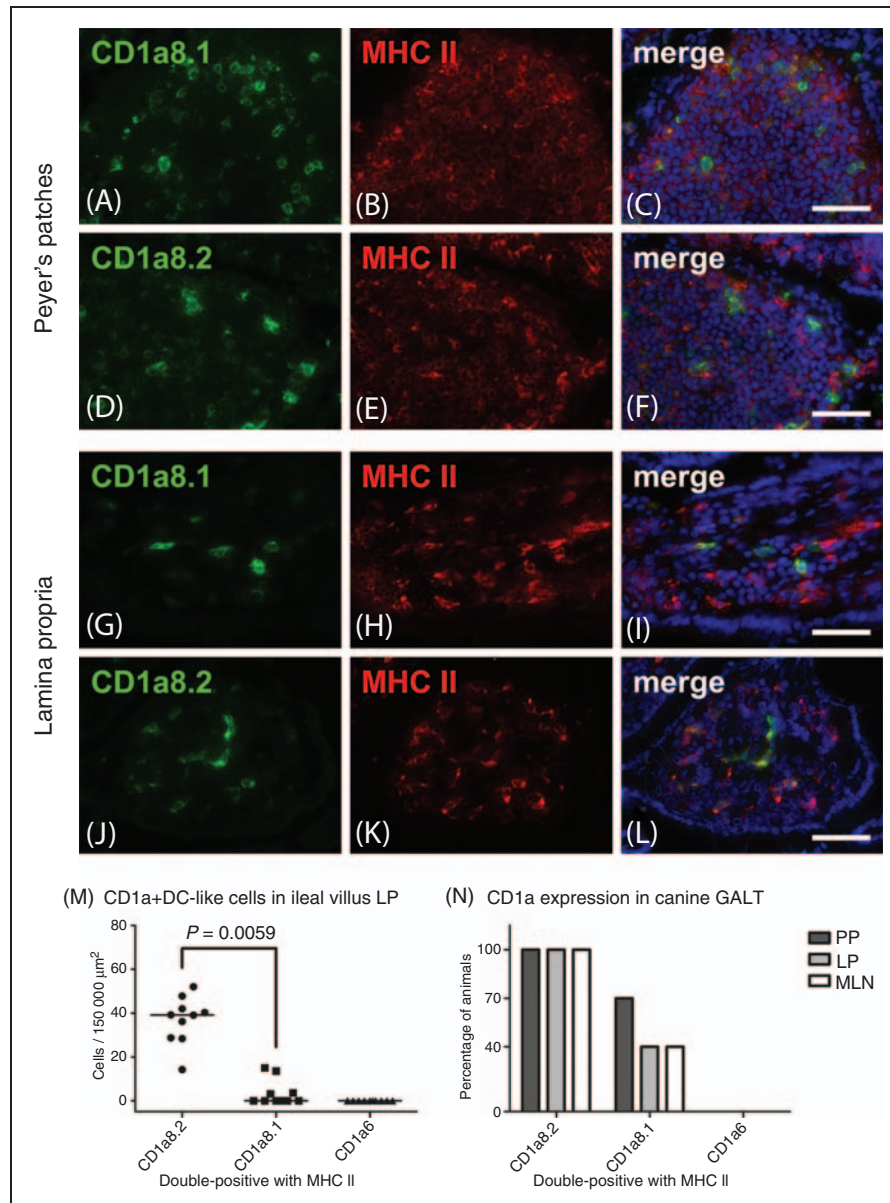 CD1a8.1 MHC II merge
(A) (B) (C)
Peyer's patches
CD1a8.2 MHC II merge
(D) (E) (F)
CD1a8.1 MHC II merge
(G) (H) (I)
Lamina propria
CD1a8.2 MHC II merge
(J) (K) (L)
(M) CD1a+DC-like cells in ileal villus LP
P = 0.0059
Cells / 150 000 µm²
80
60
40
20
0
CD1a8.2 CD1a8.1 CD1a6
Double-positive with MHC II
(N) CD1a expression in canine GALT
Percentage of animals
100
70
40
0
CD1a8.2 CD1a8.1 CD1a6
Double-positive with MHC II
PP
LP
MLN